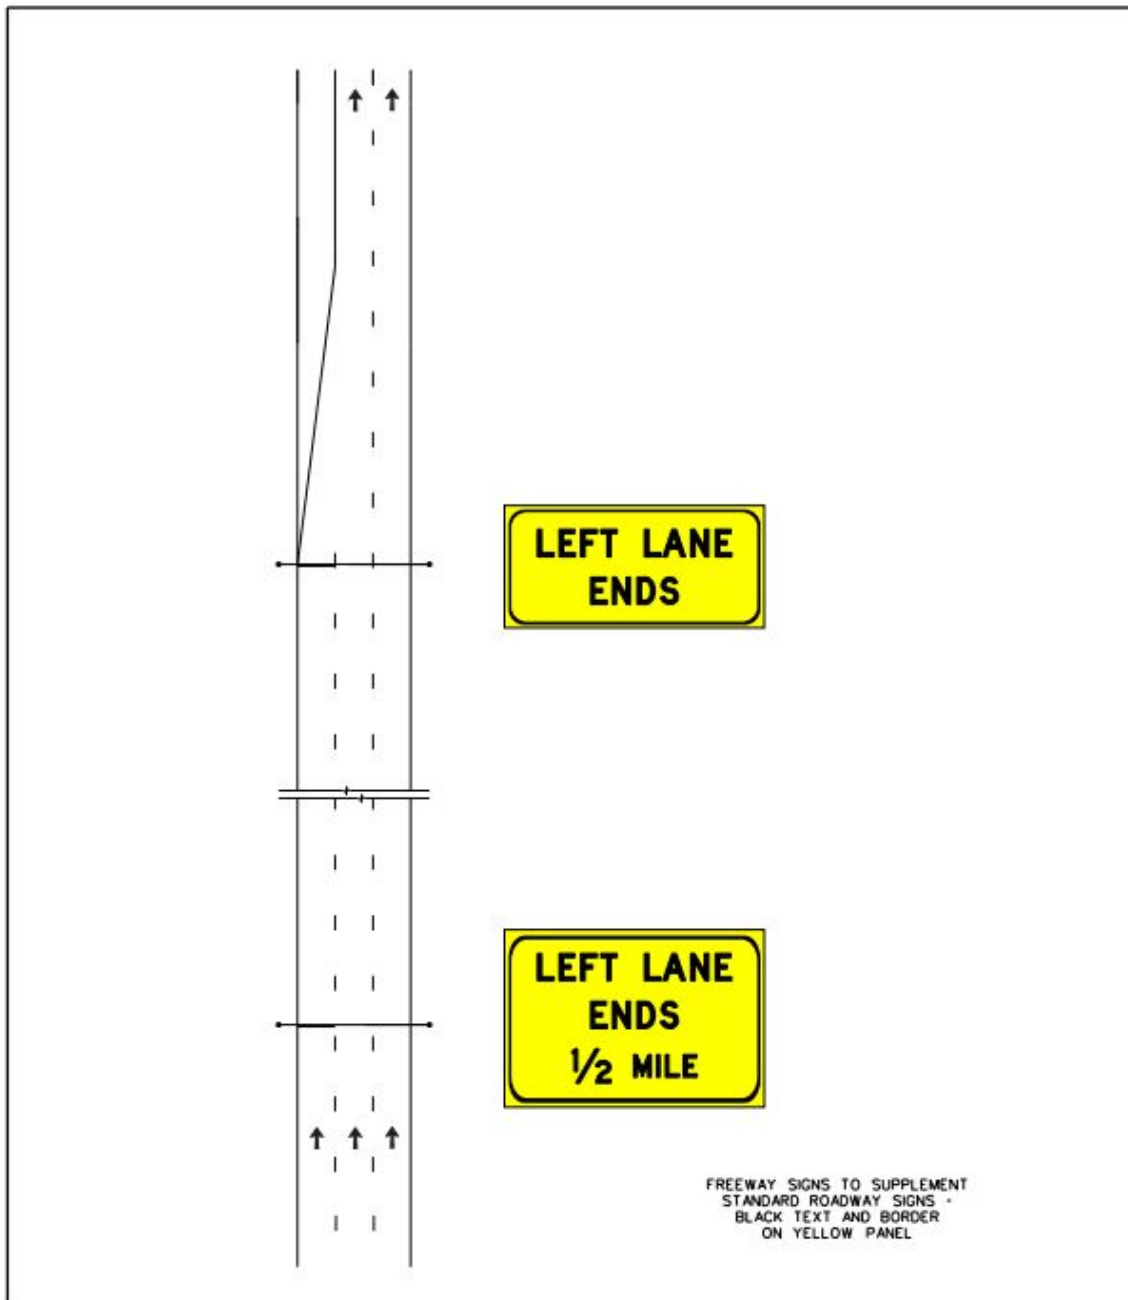 LEFT LANE
ENDS
LEFT LANE
ENDS
1/2 MILE
FREEWAY SIGNS TO SUPPLEMENT
STANDARD ROADWAY SIGNS -
BLACK TEXT AND BORDER
ON YELLOW PANEL